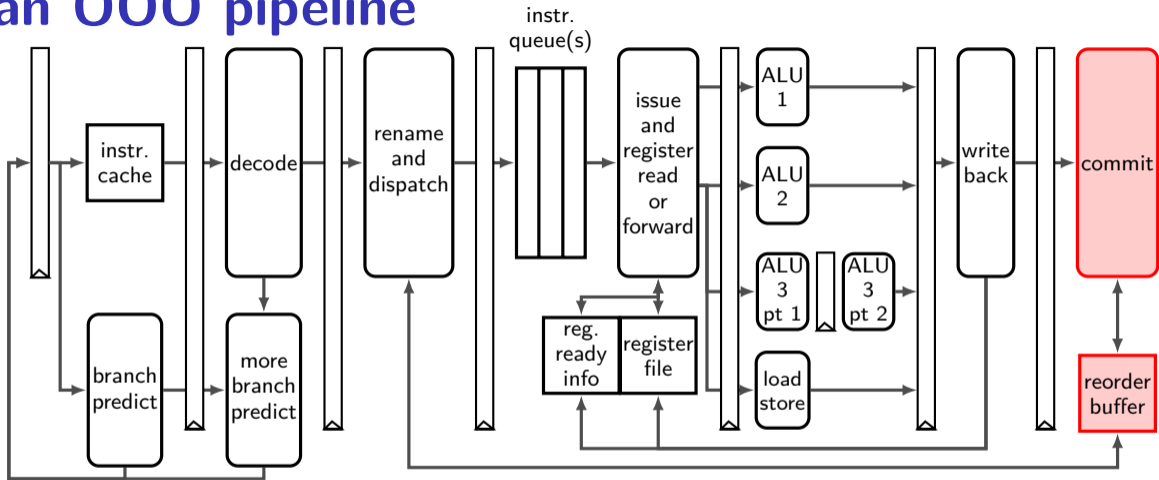 an OOO pipeline
instr.
queue(s)
instr.
cache
decode
rename
and
dispatch
issue
and
register
read
or
forward
ALU
1
ALU
2
ALU
3
pt 1
ALU
3
pt 2
load
store
write
back
commit
branch
predict
more
branch
predict
reg.
ready
info
register
file
reorder
buffer